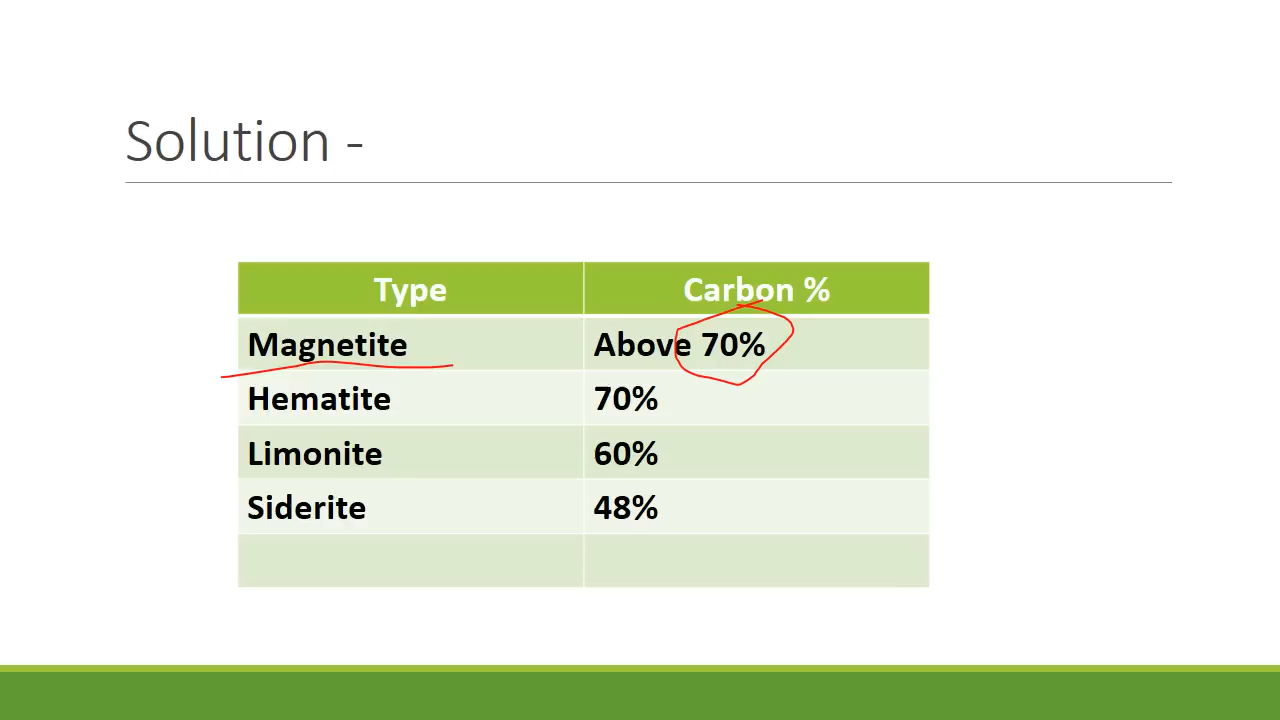 Solution -
Type Carbon %
Magnetite Above 70%
Hematite 70%
Limonite 60%
Siderite 48%